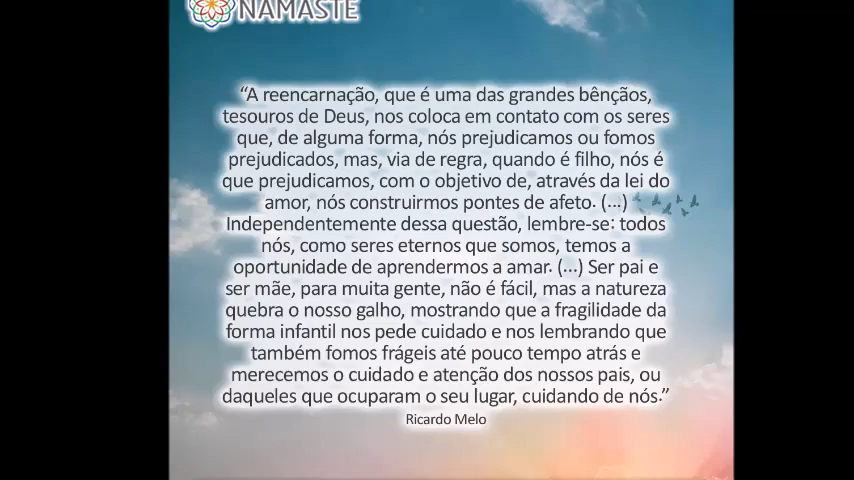 NAMASTE
“A reencarnação, que é uma das grandes bênçãos,
tesouros de Deus, nos coloca em contato com os seres
que, de alguma forma, nós prejudicamos ou fomos
prejudicados, mas, via de regra, quando é filho, nós é
que prejudicamos, com o objetivo de, através da lei do
amor, nós construirmos pontes de afeto. (...)
Independentemente dessa questão, lembre-se: todos
nós, como seres eternos que somos, temos a
oportunidade de aprendermos a amar. (...) Ser pai e
ser mãe, para muita gente, não é fácil, mas a natureza
quebra o nosso galho, mostrando que a fragilidade da
forma infantil nos pede cuidado e nos lembrando que
também fomos frágeis até pouco tempo atrás e
merecemos o cuidado e atenção dos nossos pais, ou
daqueles que ocuparam o seu lugar, cuidando de nós.”
Ricardo Melo